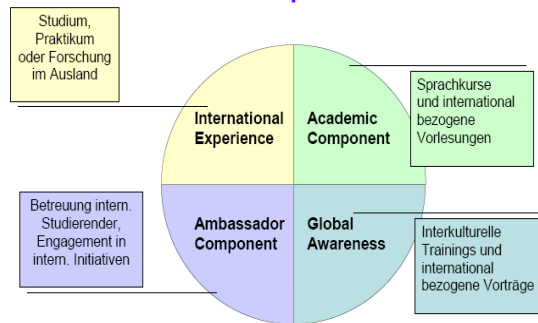 Studium,
Praktikum
oder Forschung
im Ausland
International
Experience
Academic
Component
Sprachkurse
und international
bezogene
Vorlesungen
Betreuung intern.
Studierender,
Engagement in
intern. Initiativen
Ambassador
Component
Global
Awareness
Interkulturelle
Trainings und
international
bezogene Vorträge